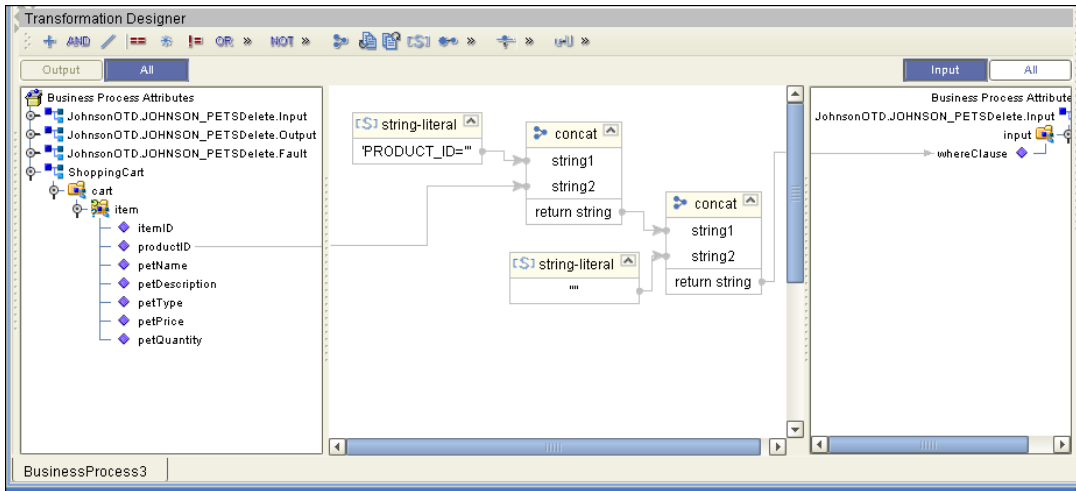 Transformation Designer
AND == != OR » NOT » [S] » » »
Output All Input All
Business Process Attributes
JohnsonOTD.JOHNSON_PETSDelete.Input
JohnsonOTD.JOHNSON_PETSDelete.Output
JohnsonOTD.JOHNSON_PETSDelete.Fault
ShoppingCart
cart
item
itemID
productID
petName
petDescription
petType
petPrice
petQuantity
[S] string-literal
'PRODUCT_ID='"
concat
string1
string2
return string
[S] string-literal
""
concat
string1
string2
return string
Business Process Attribute
JohnsonOTD.JOHNSON_PETSDelete.Input
input
whereClause
BusinessProcess3